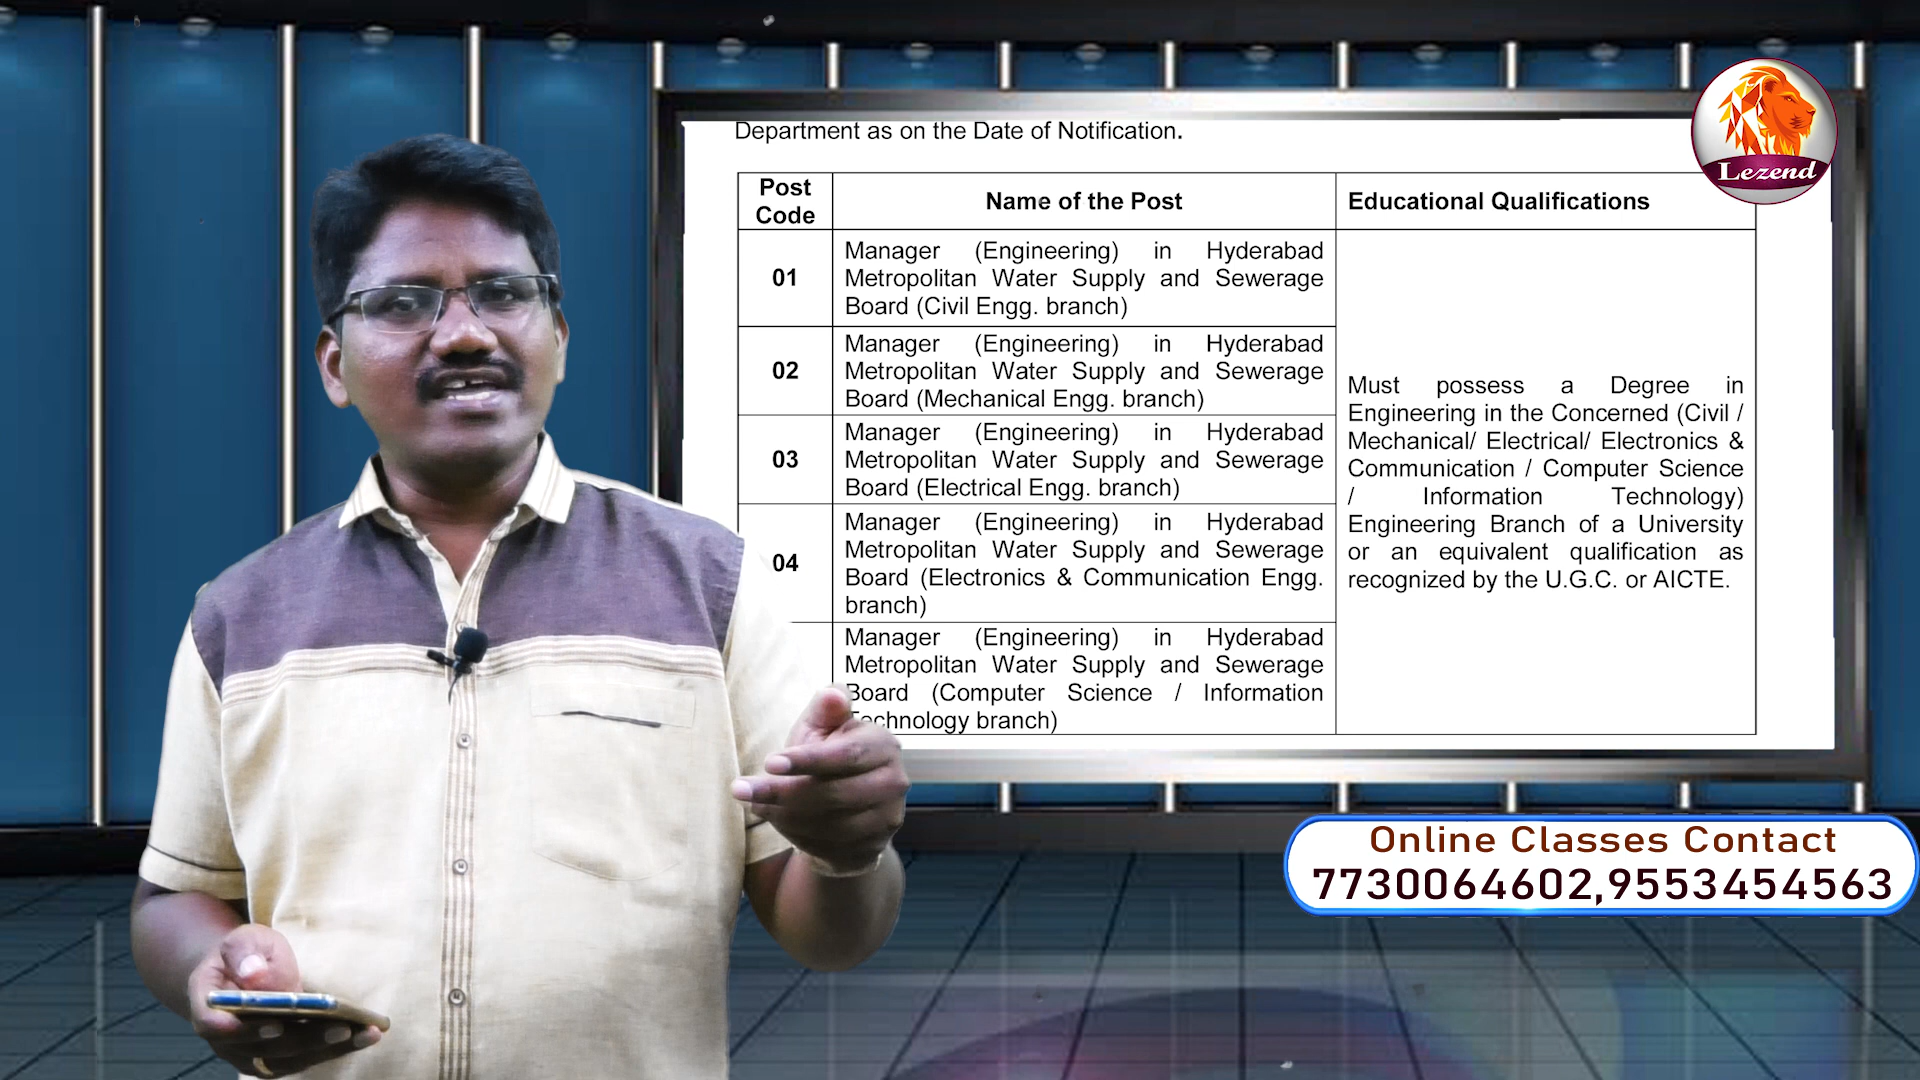 Department as on the Date of Notification.
Lezend
Post
Code
Name of the Post
Educational Qualifications
01
Manager (Engineering) in Hyderabad
Metropolitan Water Supply and Sewerage
Board (Civil Engg. branch)
02
Manager (Engineering) in Hyderabad
Metropolitan Water Supply and Sewerage
Board (Mechanical Engg. branch)
03
Manager (Engineering) in Hyderabad
Metropolitan Water Supply and Sewerage
Board (Electrical Engg. branch)
04
Manager (Engineering) in Hyderabad
Metropolitan Water Supply and Sewerage
Board (Electronics & Communication Engg.
branch)
Manager (Engineering) in Hyderabad
Metropolitan Water Supply and Sewerage
Board (Computer Science / Information
Technology branch)
Must possess a Degree in
Engineering in the Concerned (Civil /
Mechanical/ Electrical/ Electronics &
Communication / Computer Science
/ Information Technology)
Engineering Branch of a University
or an equivalent qualification as
recognized by the U.G.C. or AICTE.
Online Classes Contact
7730064602,9553454563